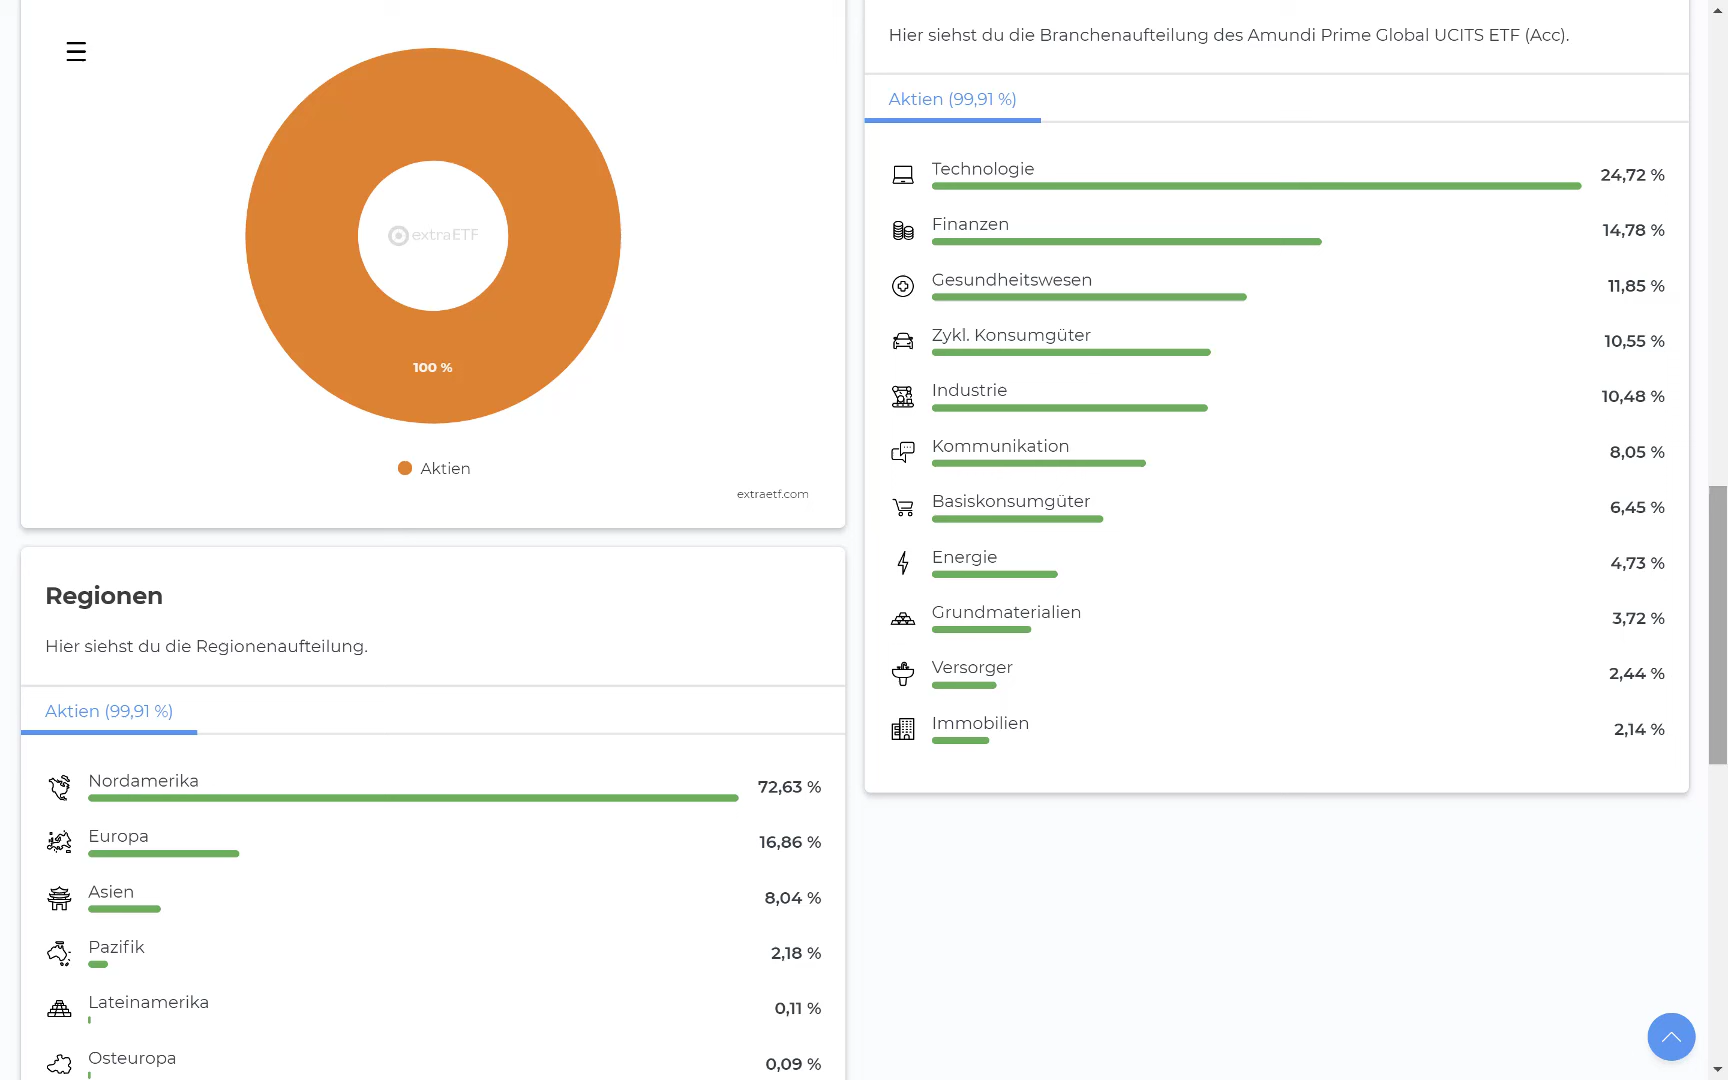 extraETF
100 %
Aktien
extraetf.com
Regionen
Hier siehst du die Regionenaufteilung.
Aktien (99,91 %)
Nordamerika
72,63 %
Europa
16,86 %
Asien
8,04 %
Pazifik
2,18 %
Lateinamerika
0,11 %
Osteuropa
0,09 %
Hier siehst du die Branchenaufteilung des Amundi Prime Global UCITS ETF (Acc).
Aktien (99,91 %)
Technologie
24,72 %
Finanzen
14,78 %
Gesundheitswesen
11,85 %
Zykl. Konsumgüter
10,55 %
Industrie
10,48 %
Kommunikation
8,05 %
Basiskonsumgüter
6,45 %
Energie
4,73 %
Grundmaterialien
3,72 %
Versorger
2,44 %
Immobilien
2,14 %